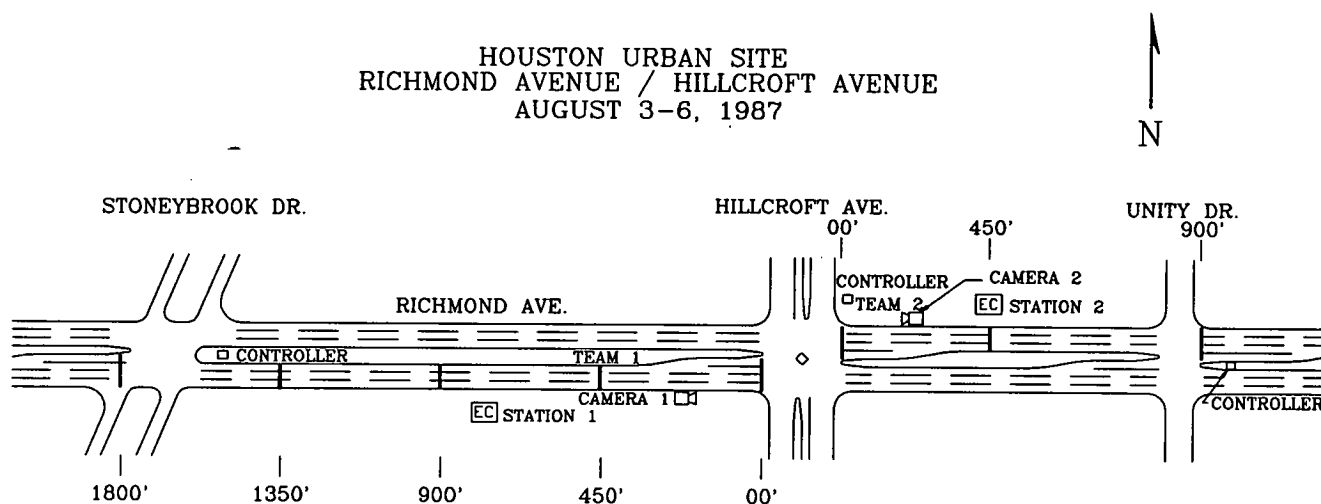 HOUSTON URBAN SITE
RICHMOND AVENUE / HILLCROFT AVENUE
AUGUST 3-6, 1987
N
STONEYBROOK DR.
HILLCROFT AVE.
UNITY DR.
00'
450'
900'
CONTROLLER
CAMERA 2
RICHMOND AVE.
TEAM 2
EC STATION 2
CONTROLLER
TEAM 1
CAMERA 1
CONTROLLER
EC STATION 1
1800'
1350'
900'
450'
00'